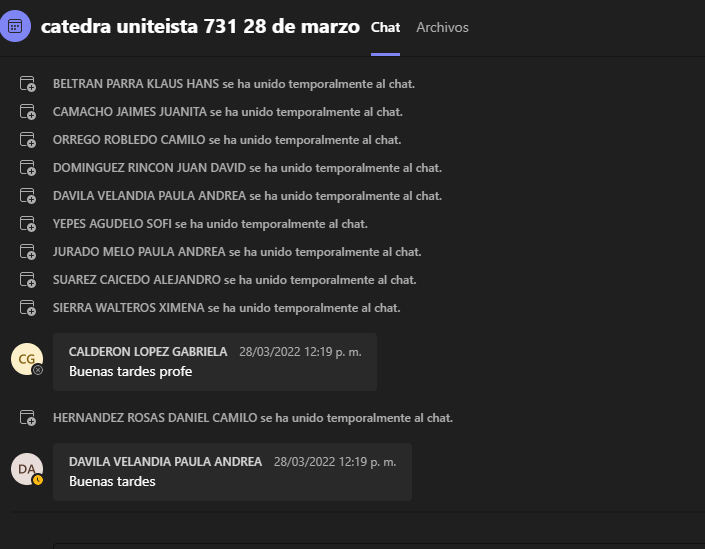 catedra uniteista 731 28 de marzo Chat Archivos
BELTRAN PARRA KLAUS HANS se ha unido temporalmente al chat.
CAMACHO JAIMES JUANITA se ha unido temporalmente al chat.
ORREGO ROBLEDO CAMILO se ha unido temporalmente al chat.
DOMINGUEZ RINCON JUAN DAVID se ha unido temporalmente al chat.
DAVILA VELANDIA PAULA ANDREA se ha unido temporalmente al chat.
YEPES AGUDELO SOFI se ha unido temporalmente al chat.
JURADO MELO PAULA ANDREA se ha unido temporalmente al chat.
SUAREZ CAICEDO ALEJANDRO se ha unido temporalmente al chat.
SIERRA WALTEROS XIMENA se ha unido temporalmente al chat.
CG
CALDERON LOPEZ GABRIELA 28/03/2022 12:19 p. m.
Buenas tardes profe
HERNANDEZ ROSAS DANIEL CAMILO se ha unido temporalmente al chat.
DA
DAVILA VELANDIA PAULA ANDREA 28/03/2022 12:19 p. m.
Buenas tardes